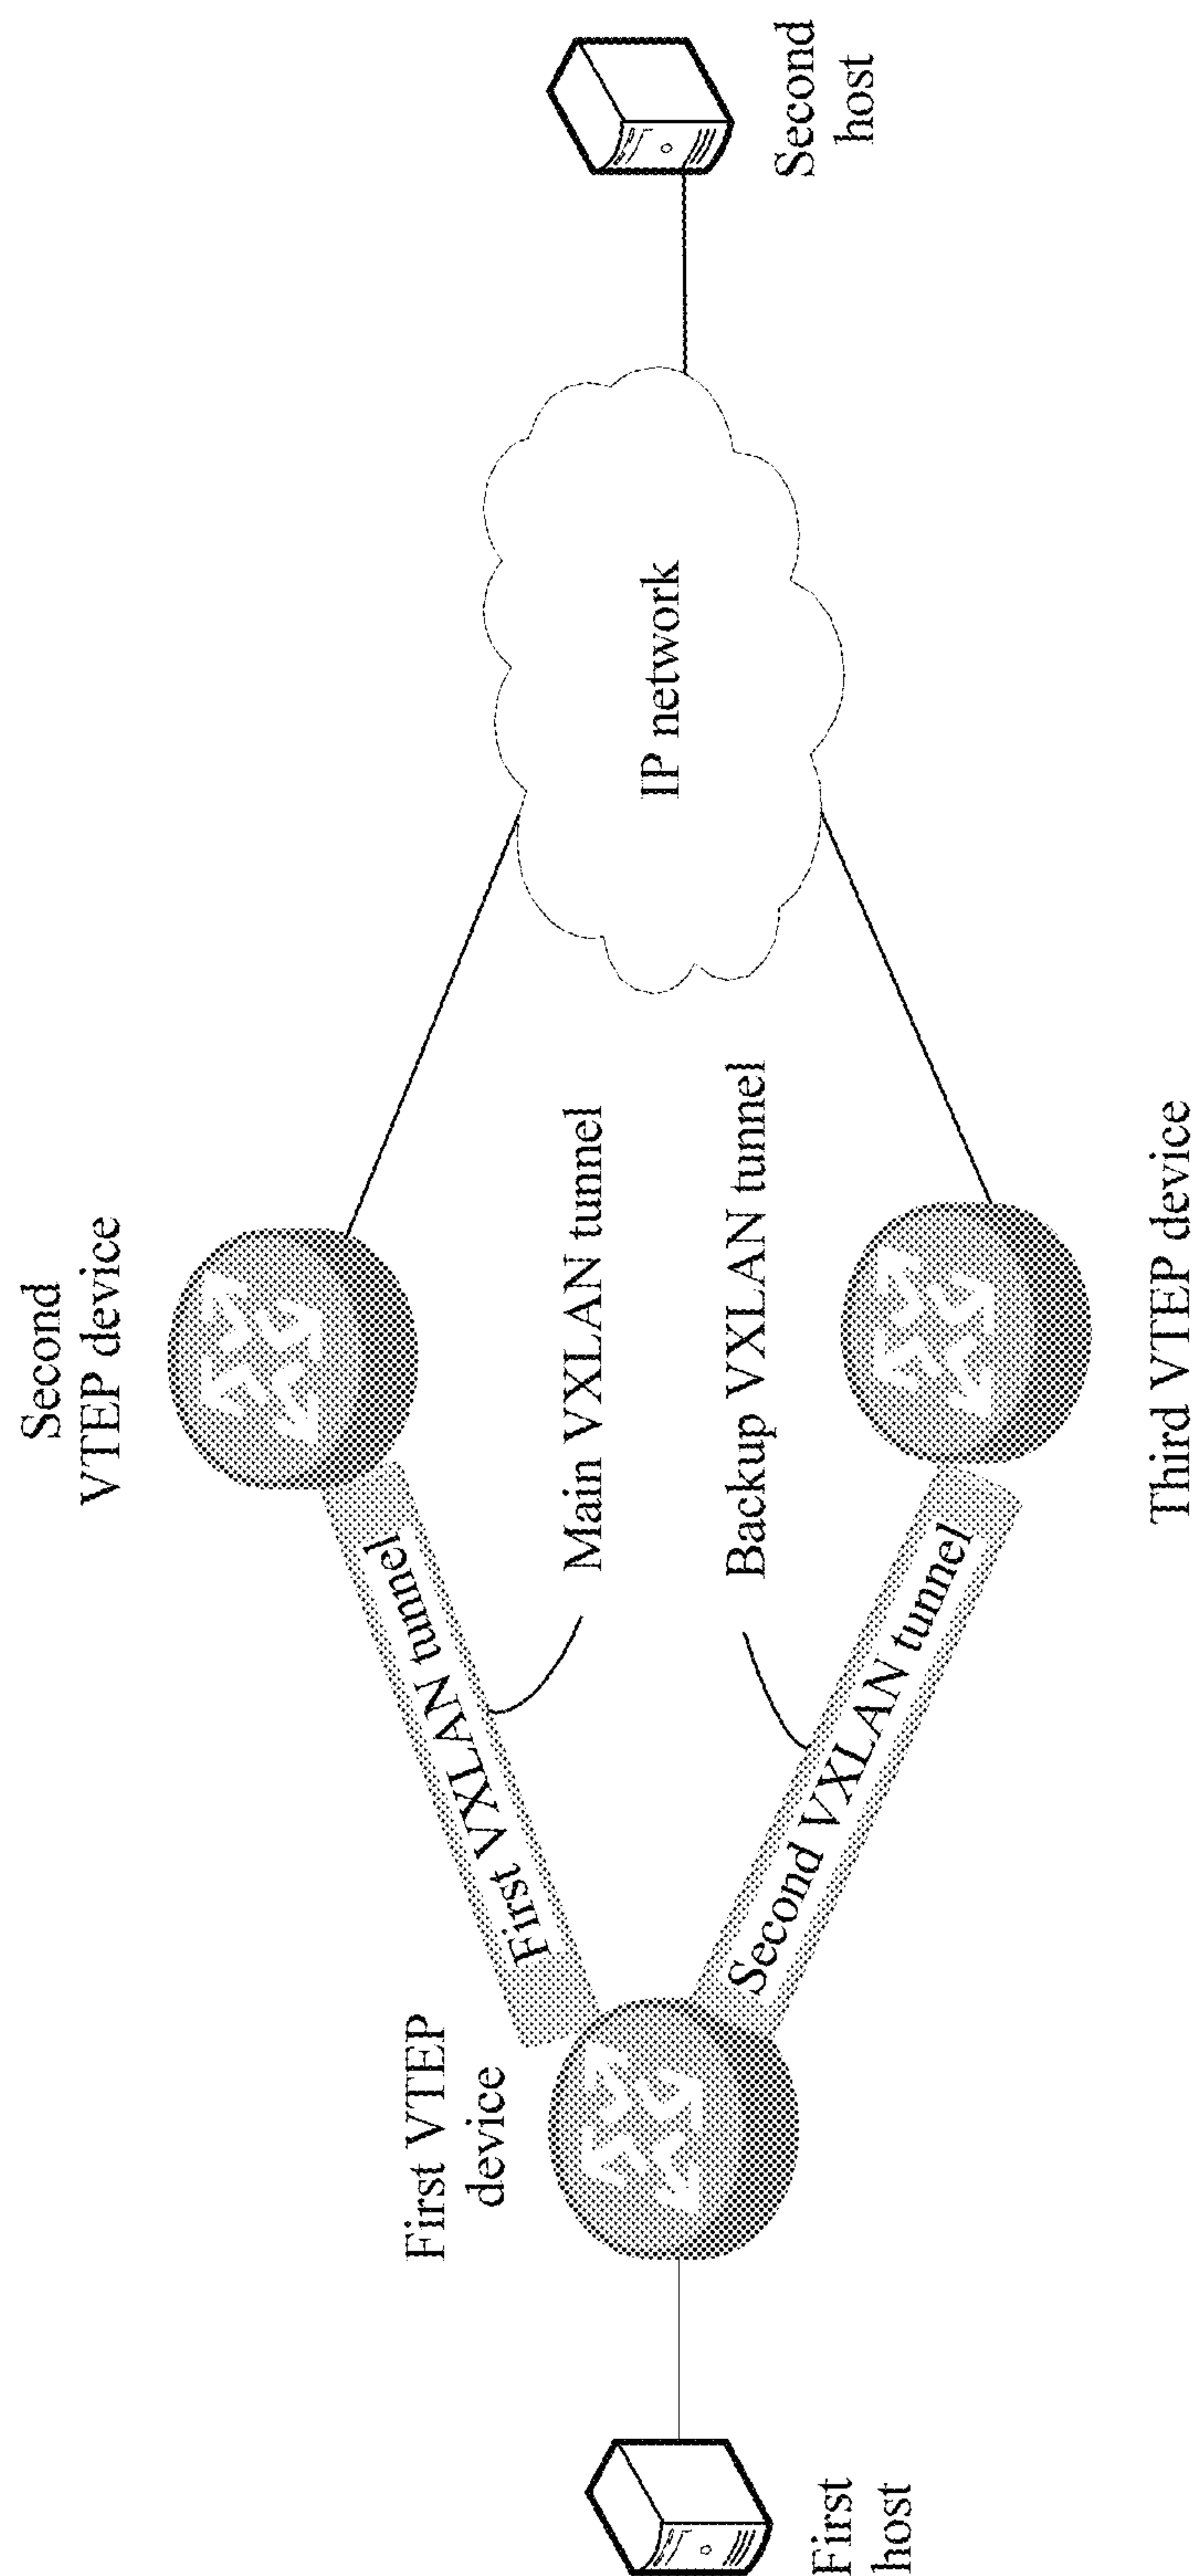 Second
VTEP device
First VTEP
device
First VXLAN tunnel
Main VXLAN tunnel
IP network
Backup VXLAN tunnel
Second VXLAN tunnel
Second
host
First
host
Third VTEP device